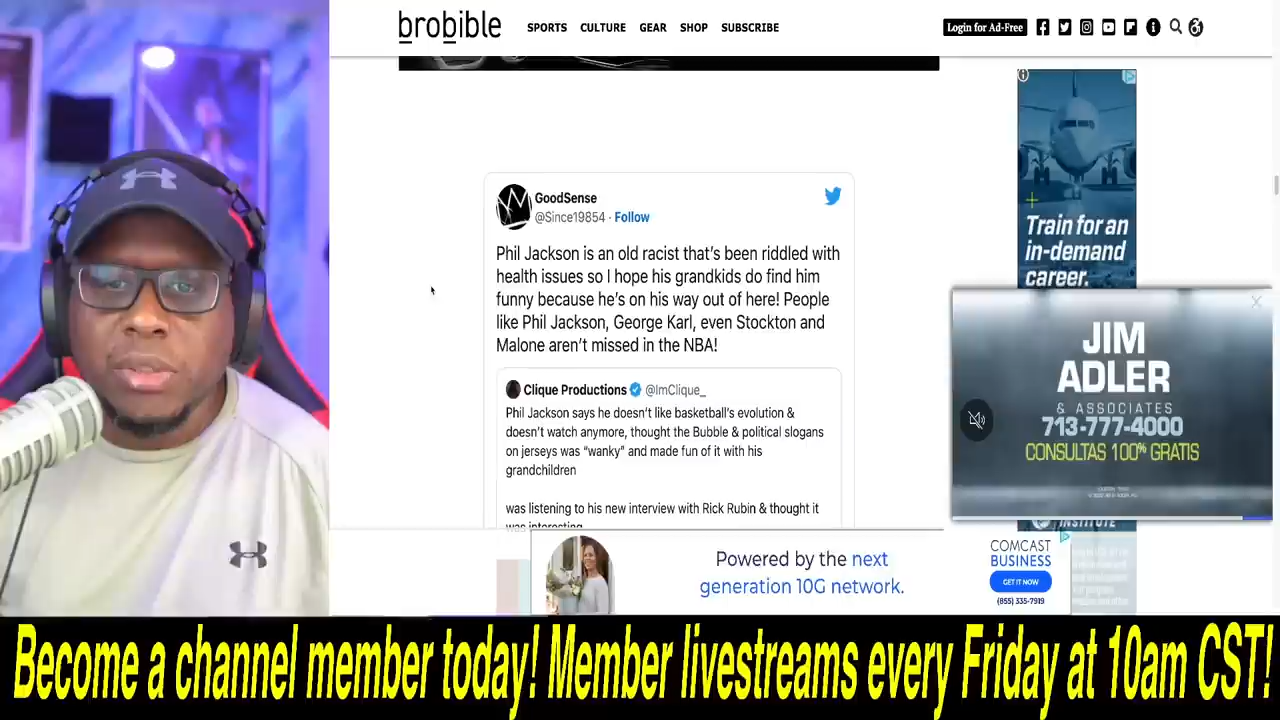 brobible
SPORTS CULTURE GEAR SHOP SUBSCRIBE
Login for Ad-Free
GoodSense
@Since19854 · Follow
Phil Jackson is an old racist that's been riddled with
health issues so I hope his grandkids do find him
funny because he's on his way out of here! People
like Phil Jackson, George Karl, even Stockton and
Malone aren't missed in the NBA!
Clique Productions @ImClique_
Phil Jackson says he doesn't like basketball's evolution &
doesn't watch anymore, thought the Bubble & political slogans
on jerseys was "wanky" and made fun of it with his
grandchildren
was listening to his new interview with Rick Rubin & thought it
was interesting
Train for an
in-demand
career.
JIM
ADLER
& ASSOCIATES
713-777-4000
CONSULTAS 100% GRATIS
INSTITUTE
Powered by the next
generation 10G network.
COMCAST
BUSINESS
GET IT NOW
(855) 335-7919
Become a channel member today! Member livestreams every Friday at 10am CST!